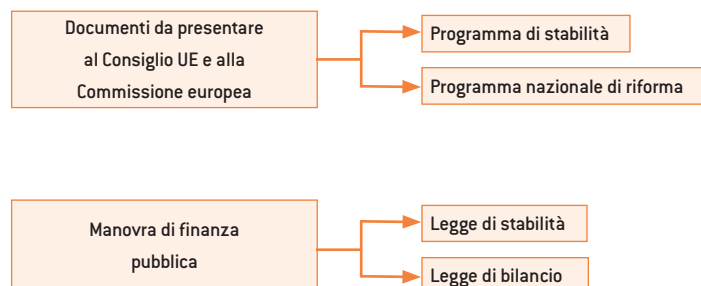 Documenti da presentare
al Consiglio UE e alla
Commissione europea
Programma di stabilità
Programma nazionale di riforma
Manovra di finanza
pubblica
Legge di stabilità
Legge di bilancio